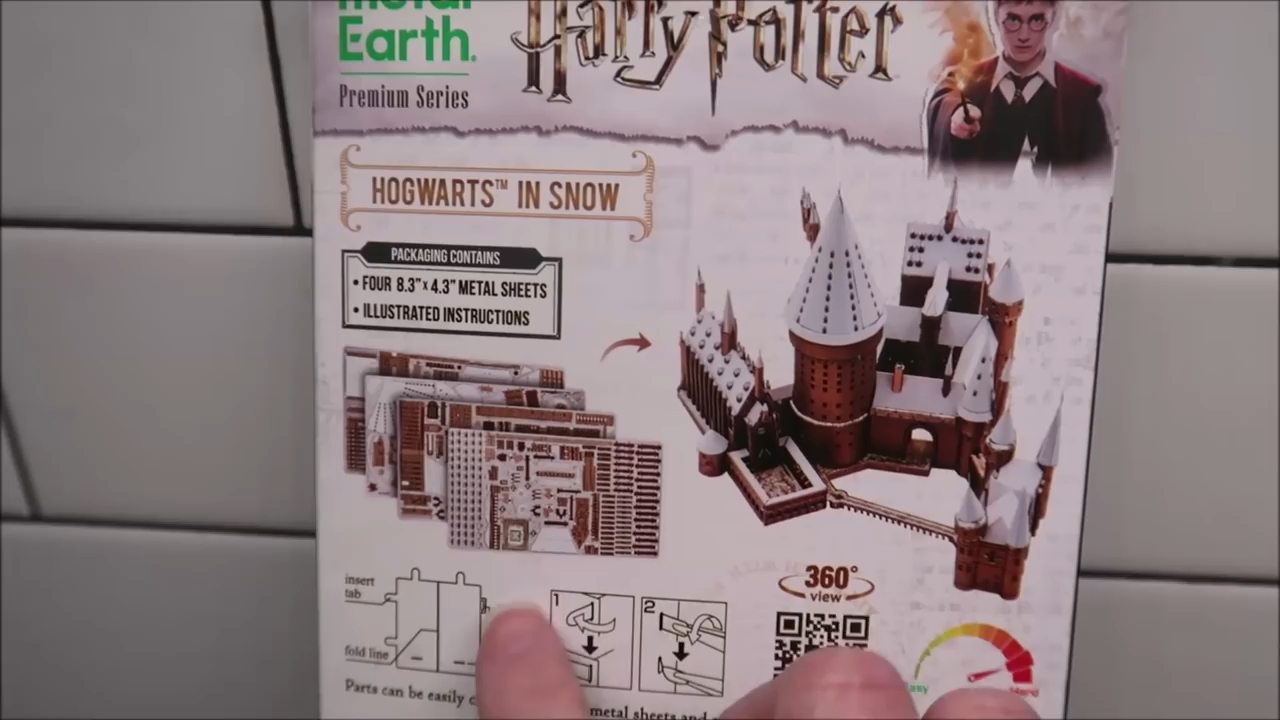 Metal
Earth®
Premium Series
Harry Potter
HOGWARTS™ IN SNOW
PACKAGING CONTAINS
• FOUR 8.3"x 4.3" METAL SHEETS
• ILLUSTRATED INSTRUCTIONS
insert
tab
fold line
1
2
360°
view
Parts can be easily
metal sheets and